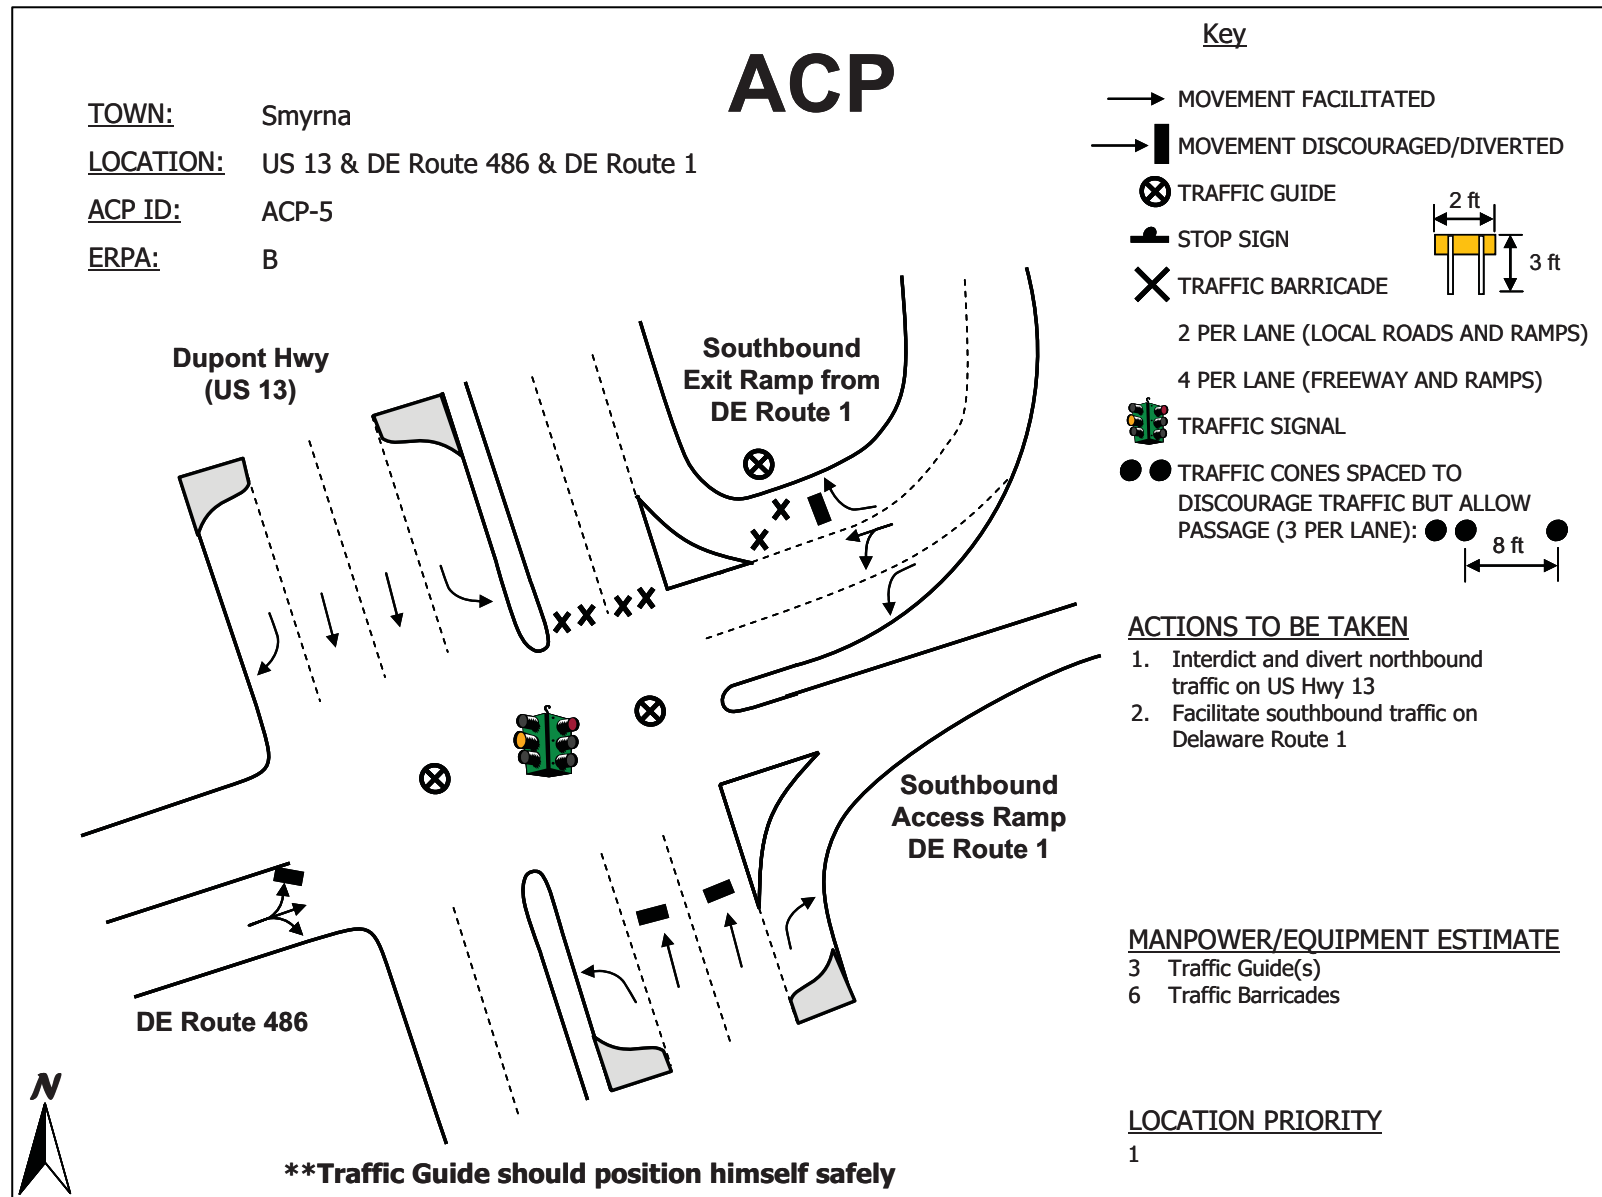 ACP
TOWN: Smyrna
LOCATION: US 13 & DE Route 486 & DE Route 1
ACP ID: ACP-5
ERPA: B
Key
MOVEMENT FACILITATED
MOVEMENT DISCOURAGED/DIVERTED
TRAFFIC GUIDE
STOP SIGN
TRAFFIC BARRICADE
2 ft
3 ft
2 PER LANE (LOCAL ROADS AND RAMPS)
4 PER LANE (FREEWAY AND RAMPS)
TRAFFIC SIGNAL
TRAFFIC CONES SPACED TO
DISCOURAGE TRAFFIC BUT ALLOW
PASSAGE (3 PER LANE):
8 ft
Dupont Hwy
(US 13)
Southbound
Exit Ramp from
DE Route 1
Southbound
Access Ramp
DE Route 1
DE Route 486
ACTIONS TO BE TAKEN
1. Interdict and divert northbound
traffic on US Hwy 13
2. Facilitate southbound traffic on
Delaware Route 1
MANPOWER/EQUIPMENT ESTIMATE
3 Traffic Guide(s)
6 Traffic Barricades
LOCATION PRIORITY
1
N
**Traffic Guide should position himself safely